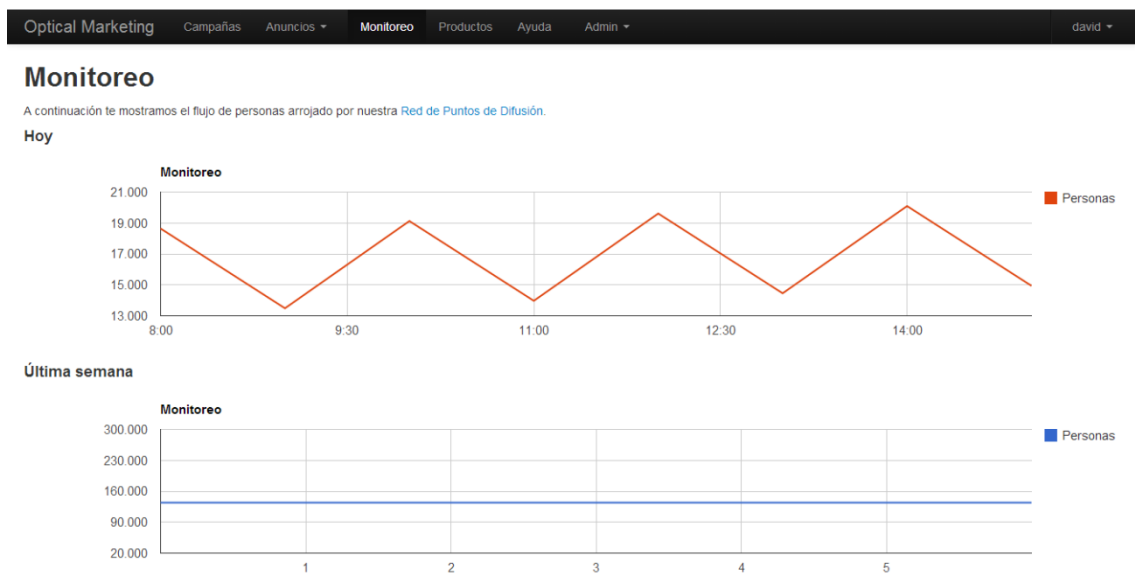 Optical Marketing Campañas Anuncios Monitoreo Productos Ayuda Admin david
Monitoreo
A continuación te mostramos el flujo de personas arrojado por nuestra Red de Puntos de Difusión.
Hoy
Monitoreo
21.000
Personas
19.000
17.000
15.000
13.000
8:00 9:30 11:00 12:30 14:00
Última semana
Monitoreo
300.000
Personas
230.000
160.000
90.000
20.000
1 2 3 4 5